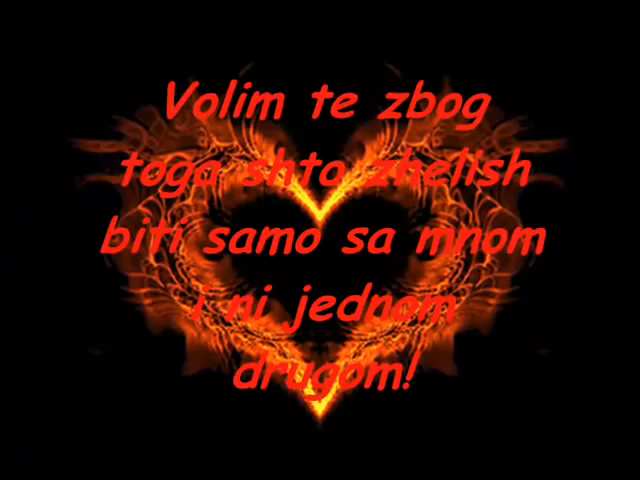 Volim te zbog
toga shto zhelish
biti samo sa mnom
i ni jednom
drugom!